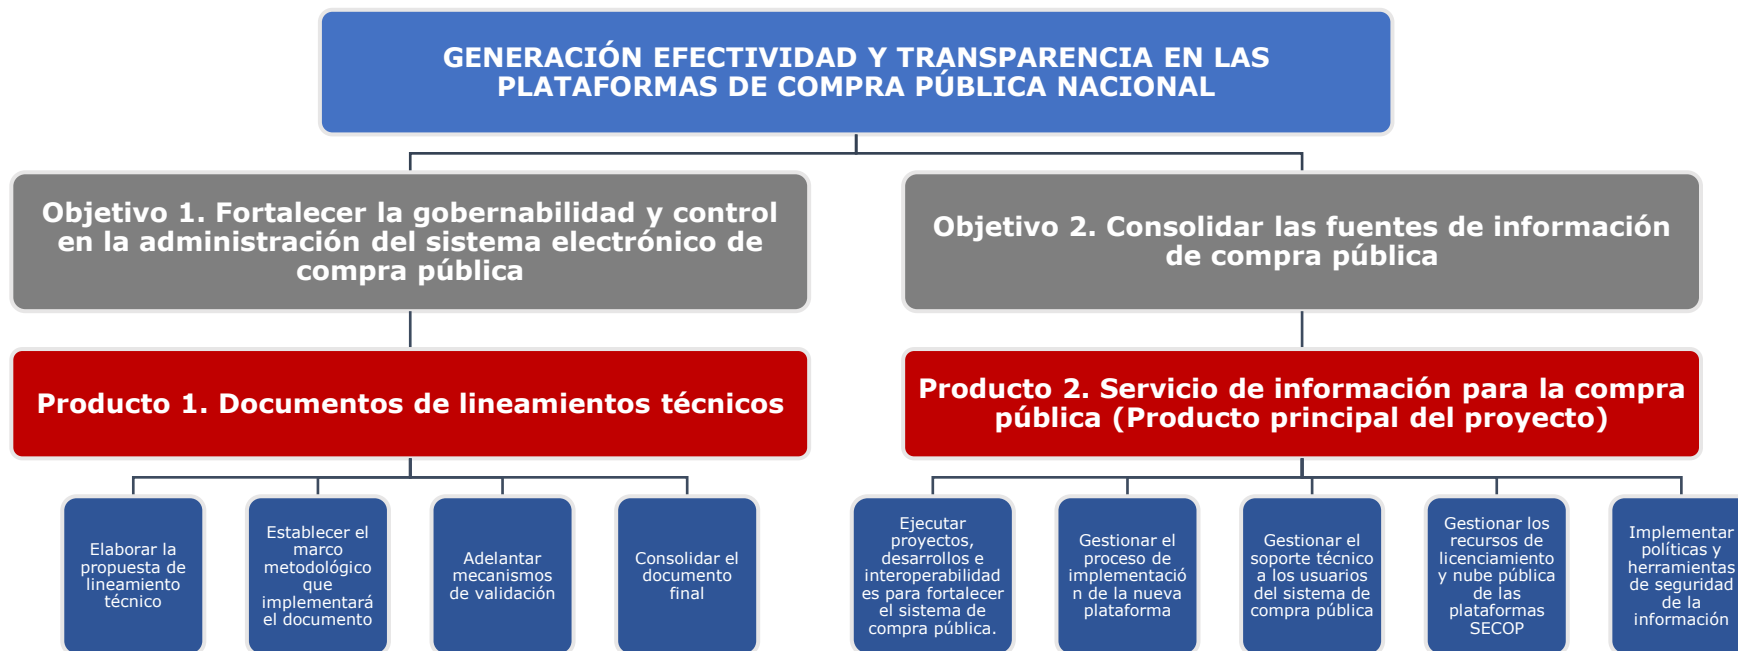 GENERACIÓN EFECTIVIDAD Y TRANSPARENCIA EN LAS
PLATAFORMAS DE COMPRA PÚBLICA NACIONAL
Objetivo 1. Fortalecer la gobernabilidad y control
en la administración del sistema electrónico de
compra pública
Objetivo 2. Consolidar las fuentes de información
de compra pública
Producto 1. Documentos de lineamientos técnicos
Producto 2. Servicio de información para la compra
pública (Producto principal del proyecto)
Elaborar la
propuesta de
lineamiento
técnico
Establecer el
marco
metodológico
que
implementará
el documento
Adelantar
mecanismos
de validación
Consolidar el
documento
final
Ejecutar
proyectos,
desarrollos e
interoperabilidad
es para fortalecer
el sistema de
compra pública.
Gestionar el
proceso de
implementació
n de la nueva
plataforma
Gestionar el
soporte técnico
a los usuarios
del sistema de
compra pública
Gestionar los
recursos de
licenciamiento
y nube pública
de las
plataformas
SECOP
Implementar
políticas y
herramientas
de seguridad
de la
información